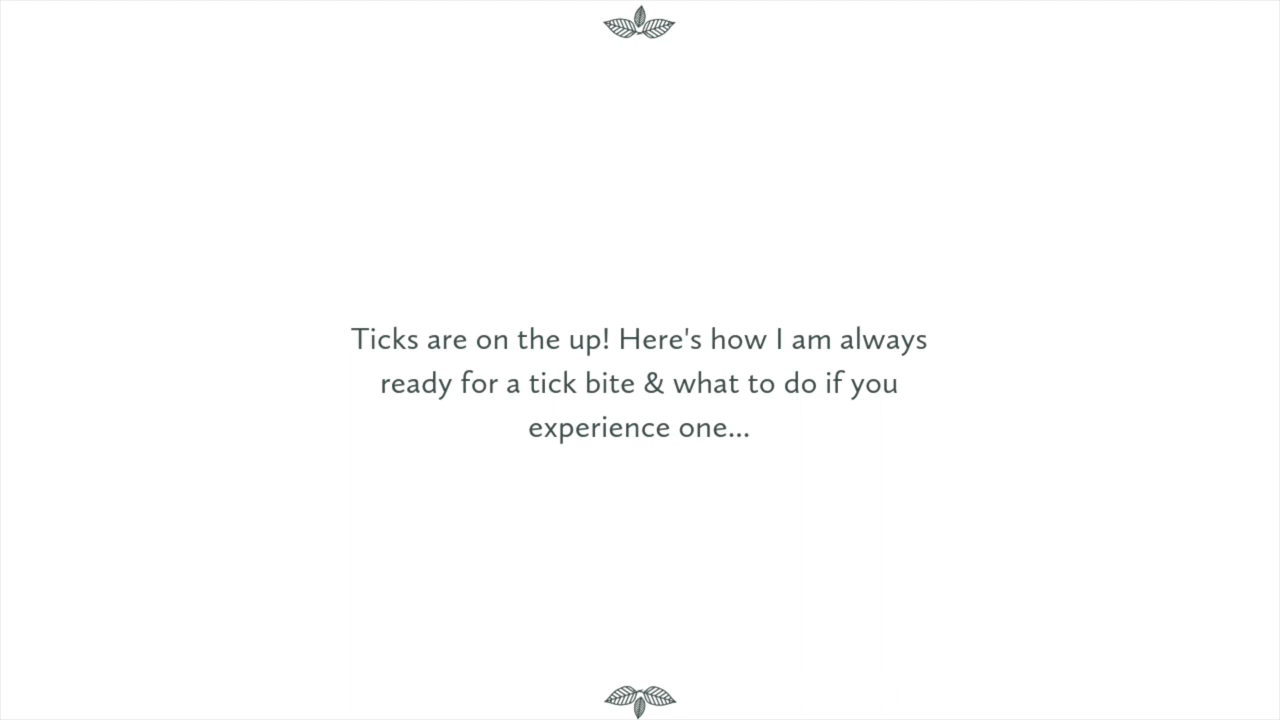 Ticks are on the up! Here's how I am always
ready for a tick bite & what to do if you
experience one...